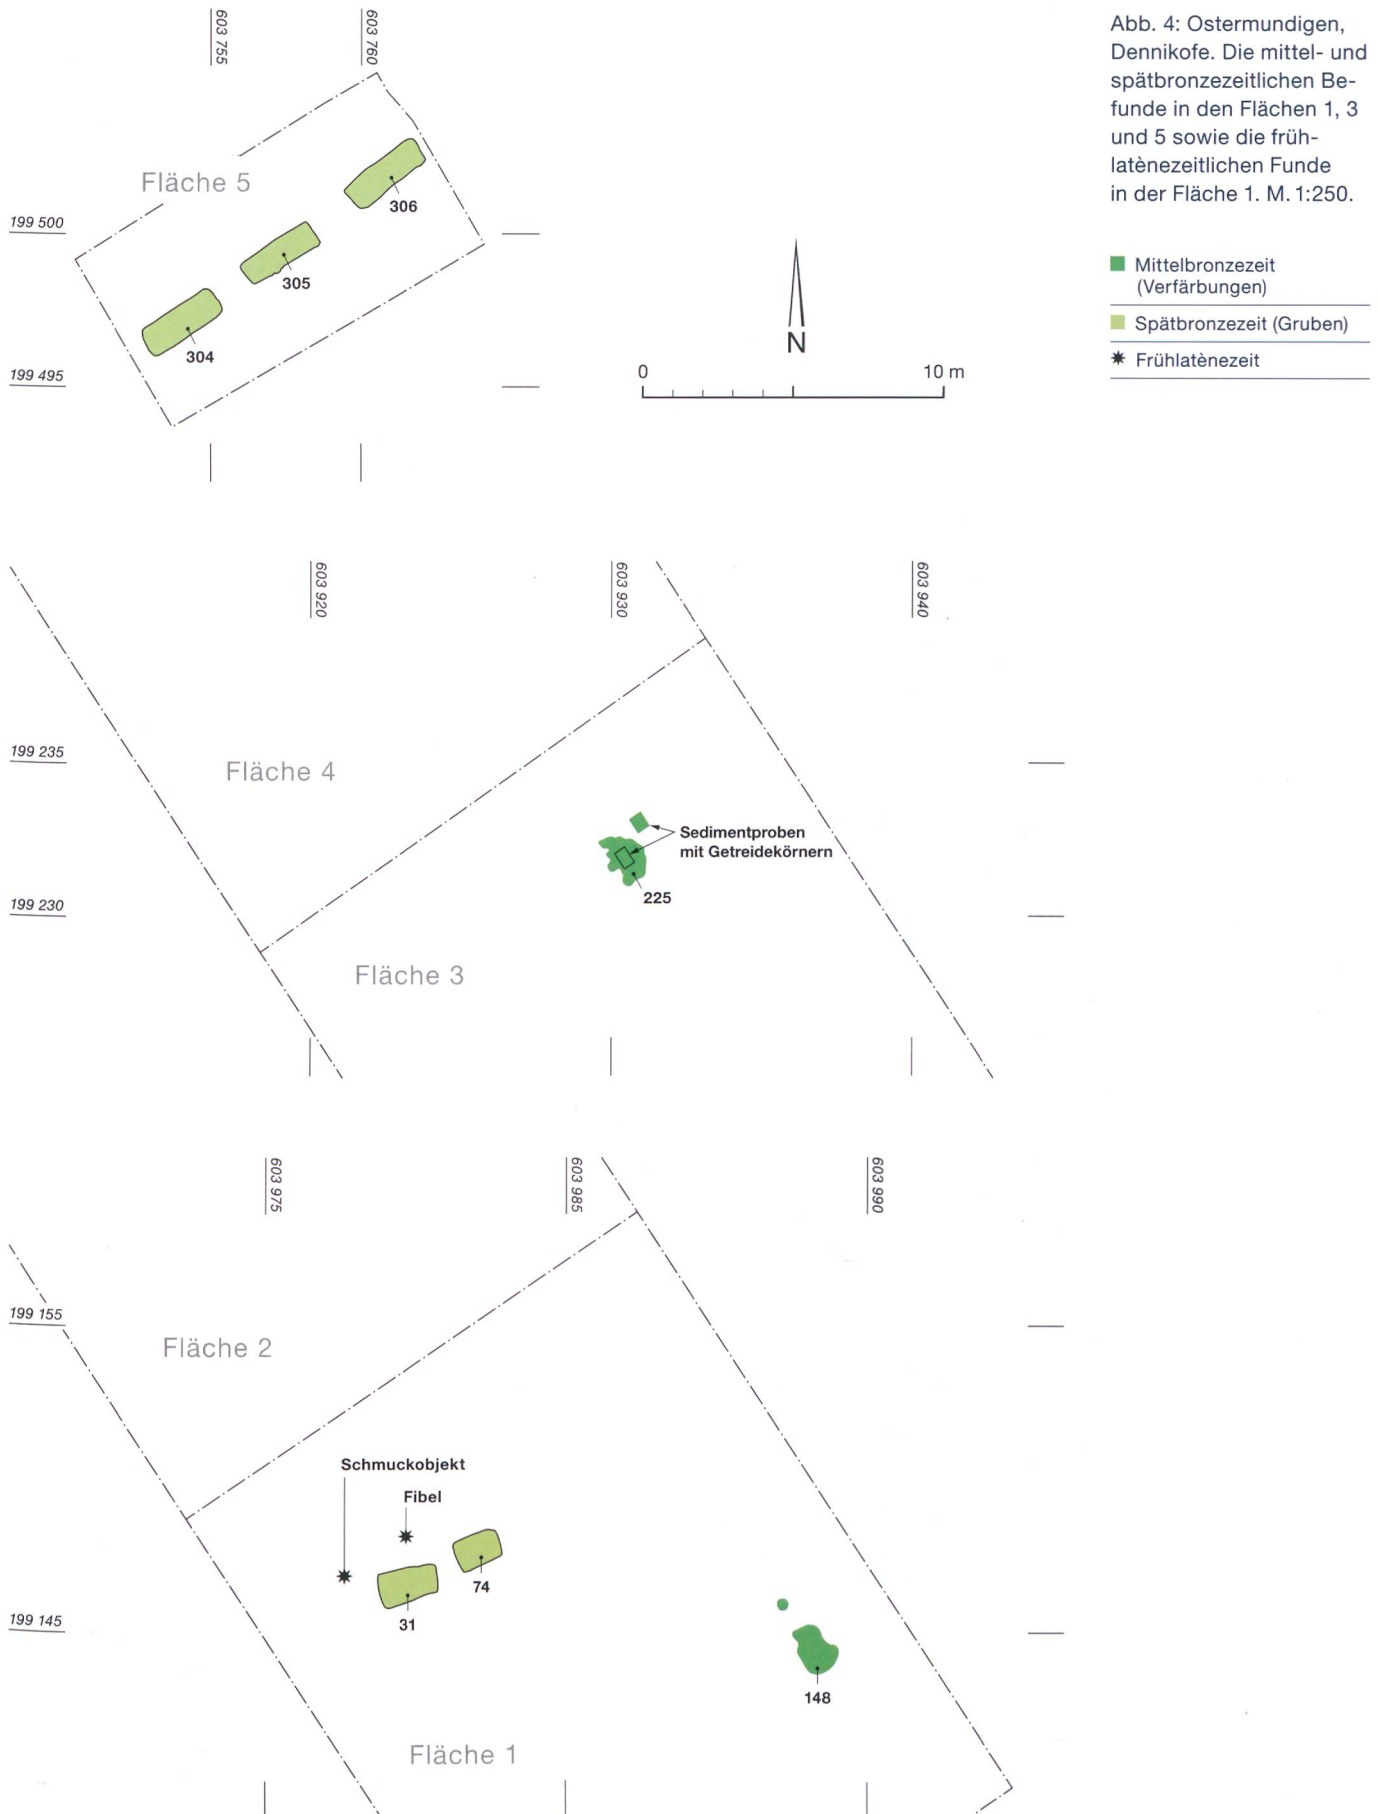 Abb. 4: Ostermundigen,
Dennikofe. Die mittel- und
spätbronzezeitlichen Be-
funde in den Flächen 1, 3
und 5 sowie die früh-
latènezeitlichen Funde
in der Fläche 1. M. 1:250.
Mittelbronzezeit
(Verfärbungen)
Spätbronzezeit (Gruben)
Frühlatènezeit
603 755
603 760
Fläche 5
306
199 500
305
304
199 495
N
0 10 m
603 920
603 930
603 940
199 235
Fläche 4
Sedimentproben
mit Getreidekörnern
225
199 230
Fläche 3
603 975
603 985
603 990
199 155
Fläche 2
Schmuckobjekt
Fibel
74
31
199 145
148
Fläche 1